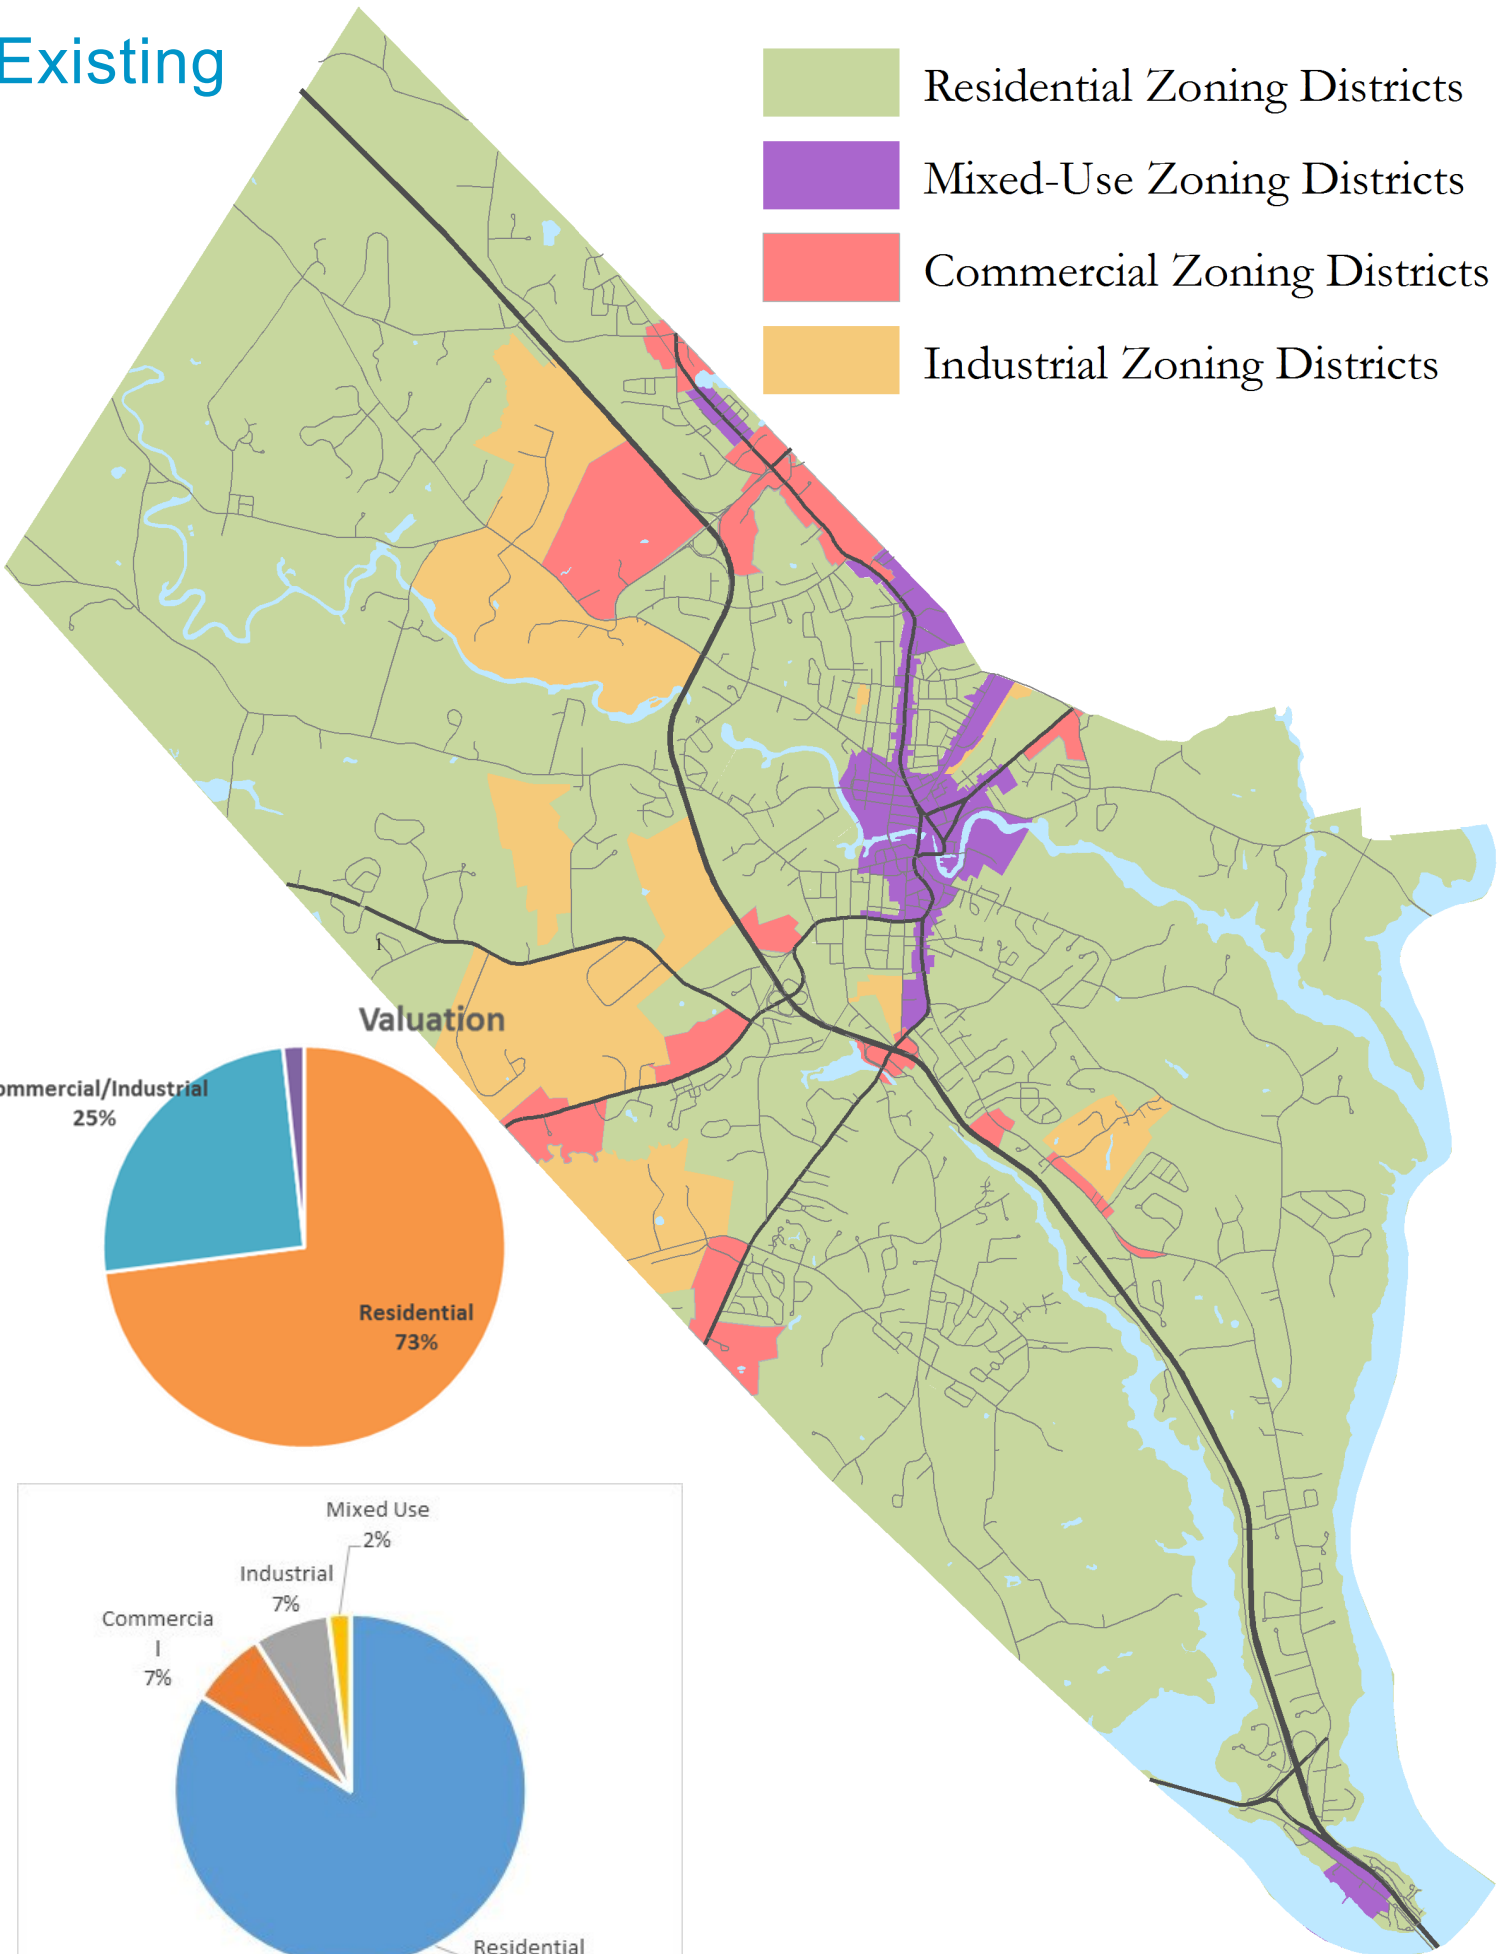 Existing
Residential Zoning Districts
Mixed-Use Zoning Districts
Commercial Zoning Districts
Industrial Zoning Districts
1
Valuation
ommercial/Industrial
25%
Residential
73%
Mixed Use
2%
Industrial
7%
Commercia
l
7%
Residential